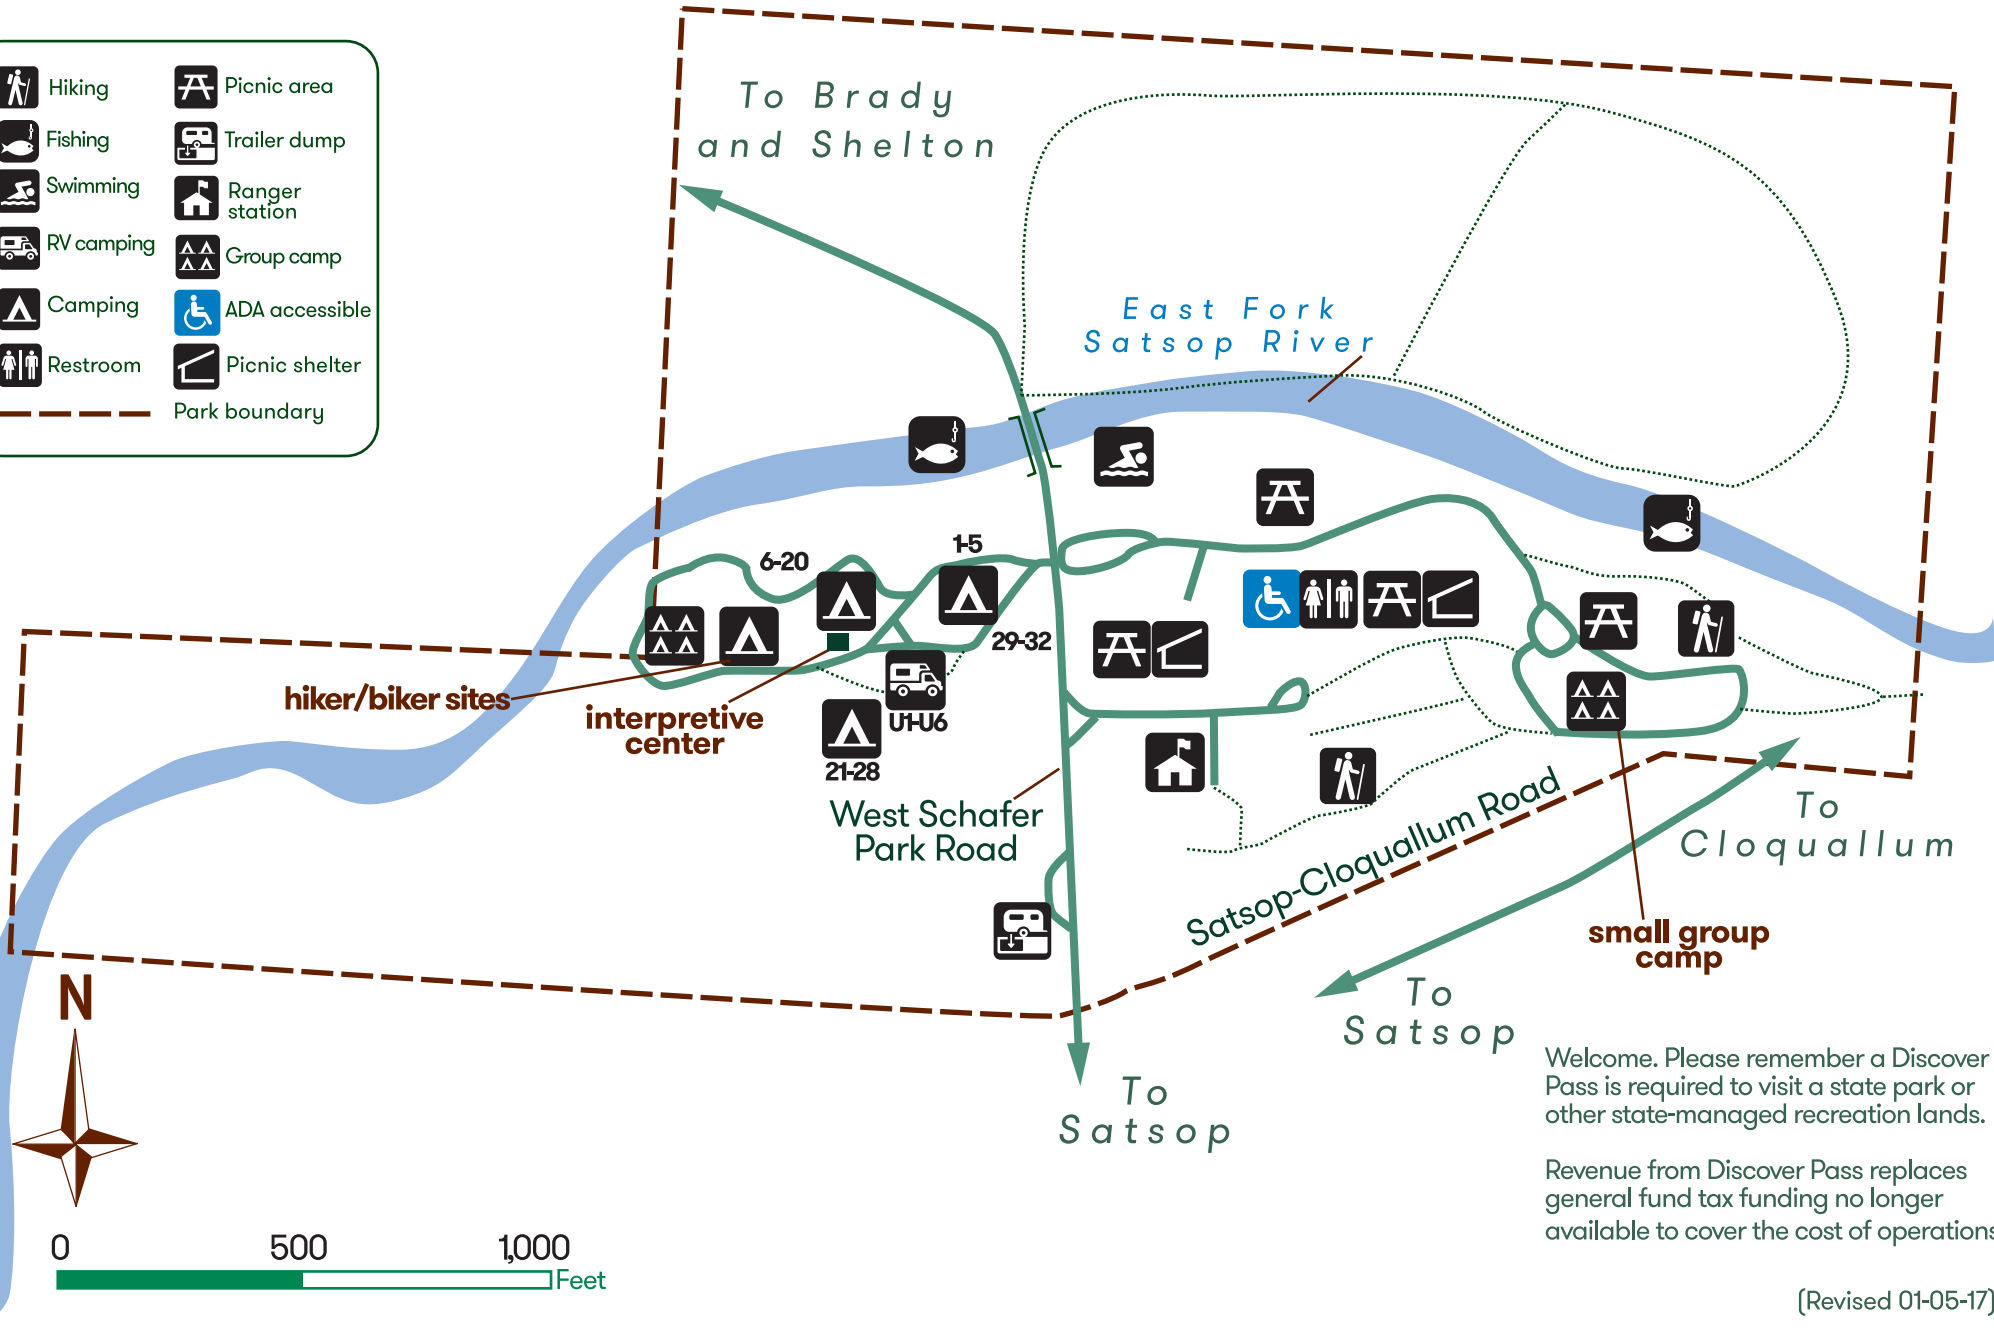 Hiking
Fishing
Swimming
RV camping
Camping
Restroom
Picnic area
Trailer dump
Ranger
station
Group camp
ADA accessible
Picnic shelter
Park boundary
To Brady
and Shelton
East Fork
Satsop River
6-20
1-5
29-32
hiker/biker sites
interpretive
center
U1-U6
21-28
West Schafer
Park Road
Satsop-Cloquallum Road
To
Cloquallum
small group
camp
To
Satsop
To
Satsop
N
0 500 1,000
Feet
Welcome. Please remember a Discover
Pass is required to visit a state park or
other state-managed recreation lands.
Revenue from Discover Pass replaces
general fund tax funding no longer
available to cover the cost of operations
(Revised 01-05-17)